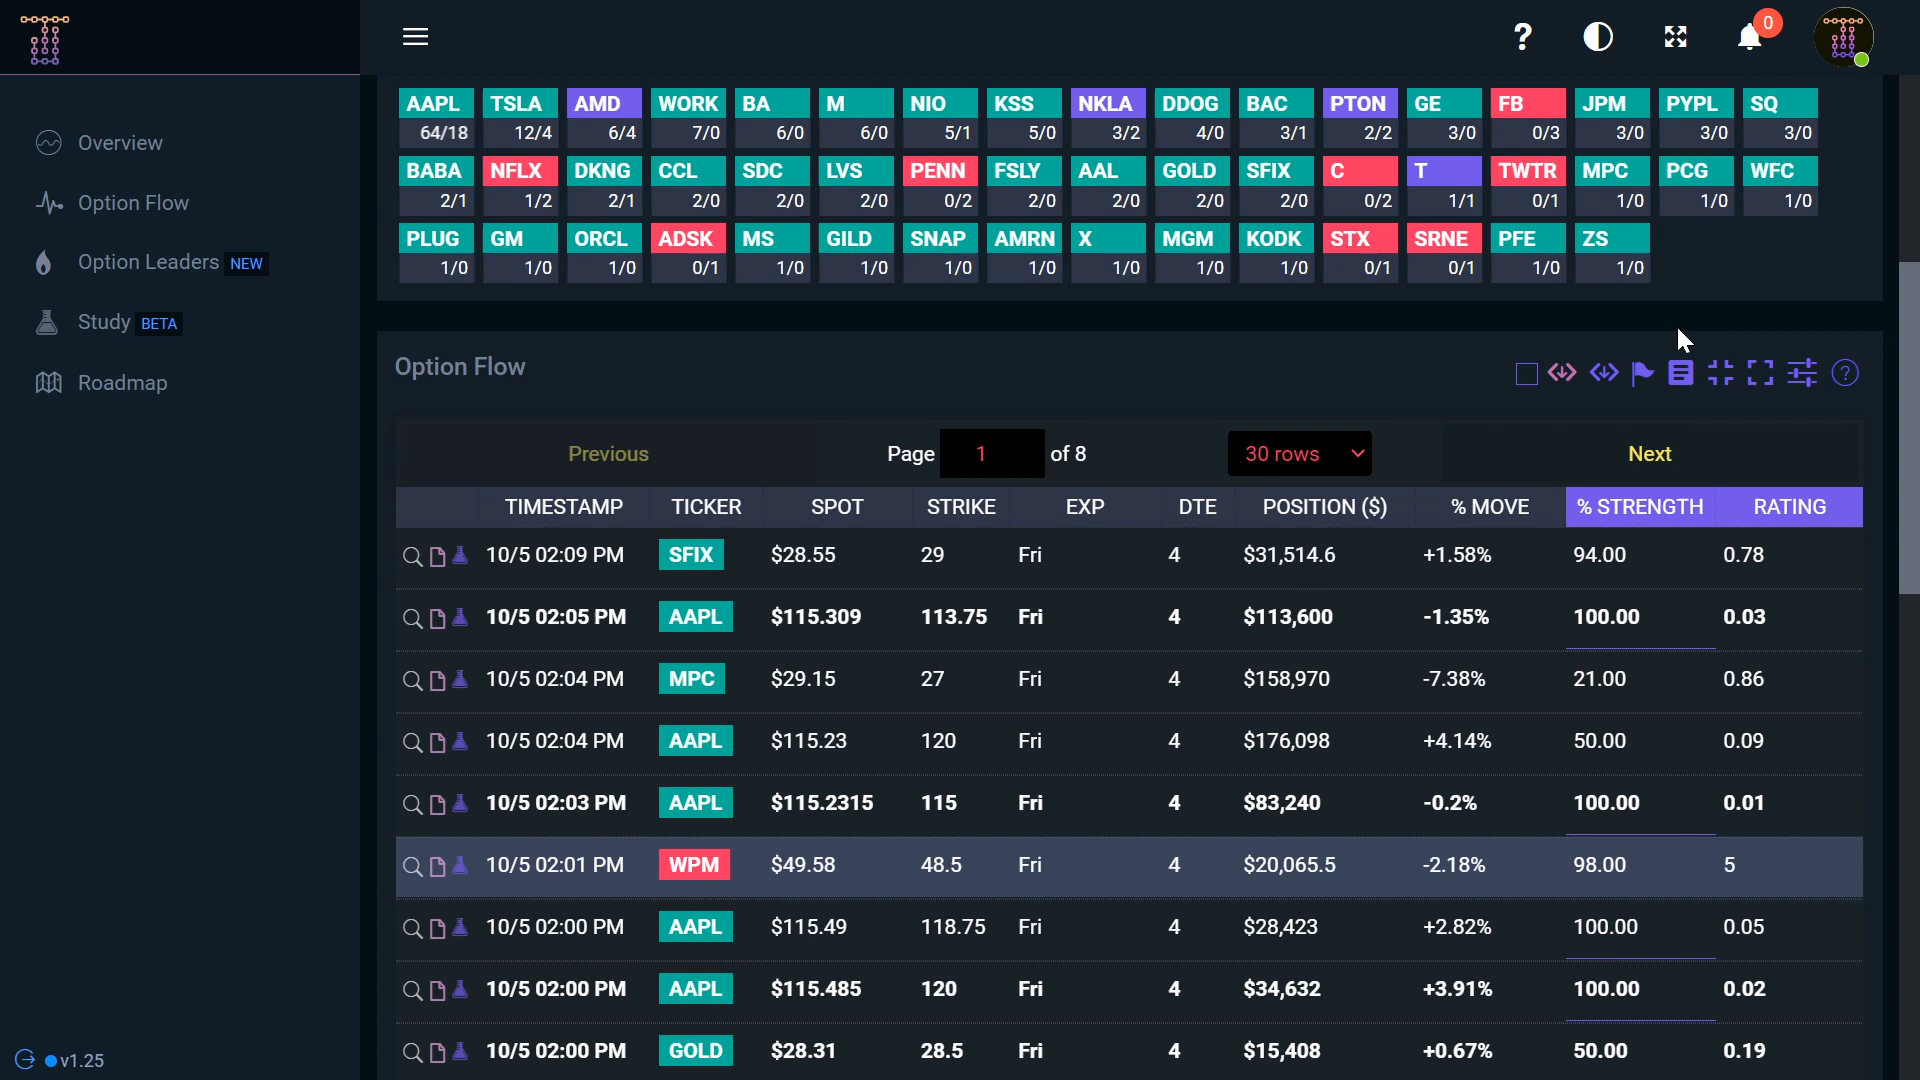 0
AAPL TSLA AMD WORK BA M NIO KSS NKLA DDOG BAC PTON GE FB JPM PYPL SQ
64/18 12/4 6/4 7/0 6/0 6/0 5/1 5/0 3/2 4/0 3/1 2/2 3/0 0/3 3/0 3/0 3/0
BABA NFLX DKNG CCL SDC LVS PENN FSLY AAL GOLD SFIX C T TWTR MPC PCG WFC
2/1 1/2 2/1 2/0 2/0 2/0 0/2 2/0 2/0 2/0 2/0 0/2 1/1 0/1 1/0 1/0 1/0
PLUG GM ORCL ADSK MS GILD SNAP AMRN X MGM KODK STX SRNE PFE ZS
1/0 1/0 1/0 0/1 1/0 1/0 1/0 1/0 1/0 1/0 1/0 0/1 0/1 1/0 1/0
Overview
Option Flow
Option Leaders NEW
Study BETA
Roadmap
v1.25
Option Flow
Previous Page 1 of 8 30 rows Next
TIMESTAMP TICKER SPOT STRIKE EXP DTE POSITION ($) % MOVE % STRENGTH RATING
10/5 02:09 PM SFIX $28.55 29 Fri 4 $31,514.6 +1.58% 94.00 0.78
10/5 02:05 PM AAPL $115.309 113.75 Fri 4 $113,600 -1.35% 100.00 0.03
10/5 02:04 PM MPC $29.15 27 Fri 4 $158,970 -7.38% 21.00 0.86
10/5 02:04 PM AAPL $115.23 120 Fri 4 $176,098 +4.14% 50.00 0.09
10/5 02:03 PM AAPL $115.2315 115 Fri 4 $83,240 -0.2% 100.00 0.01
10/5 02:01 PM WPM $49.58 48.5 Fri 4 $20,065.5 -2.18% 98.00 5
10/5 02:00 PM AAPL $115.49 118.75 Fri 4 $28,423 +2.82% 100.00 0.05
10/5 02:00 PM AAPL $115.485 120 Fri 4 $34,632 +3.91% 100.00 0.02
10/5 02:00 PM GOLD $28.31 28.5 Fri 4 $15,408 +0.67% 50.00 0.19